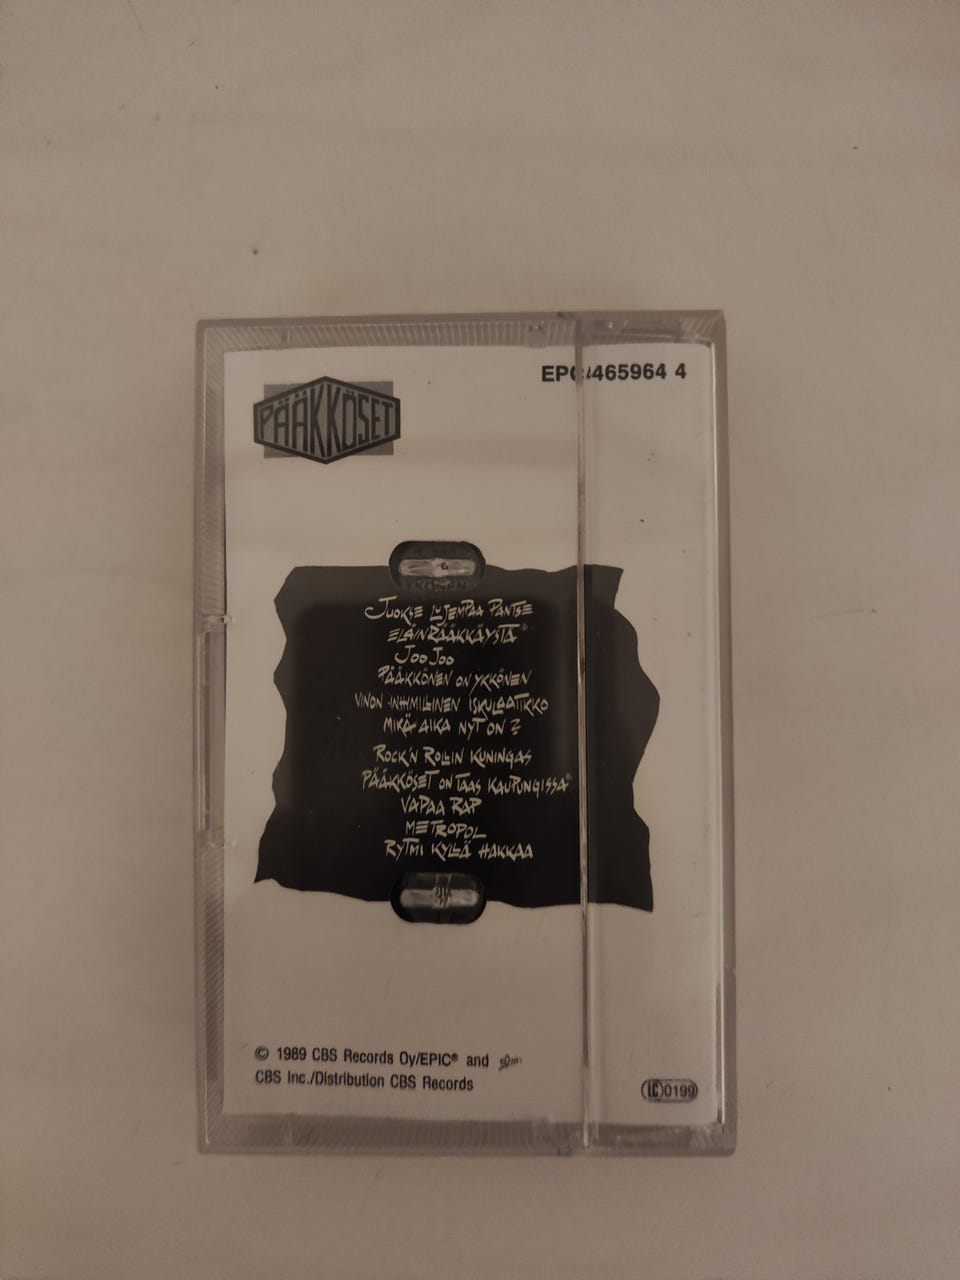 PÄÄKKÖSET
EPC 465964 4
JUOKSE LUJEMPAA PANTSE
ELÄINRÄÄKKÄYSTÄ
JOO JOO
PÄÄKKÖNEN ON YKKÖNEN
VINON INHIMILLINEN ISKULAATIKKO
MIKÄ AIKA NYT ON?
ROCK'N ROLLIN KUNINGAS
PÄÄKKÖSET ON TAAS KAUPUNGISSA
VAPAA RAP
METROPOL
RYTMI KYLLÄ HAKKAA
© 1989 CBS Records Oy/EPIC® and
CBS Inc./Distribution CBS Records
LC 0199